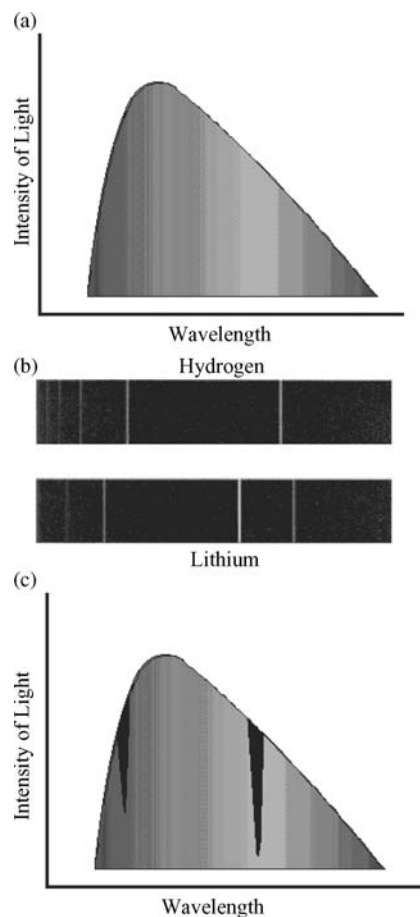 (a)
Intensity of Light
Wavelength
(b)
Hydrogen
Lithium
(c)
Intensity of Light
Wavelength